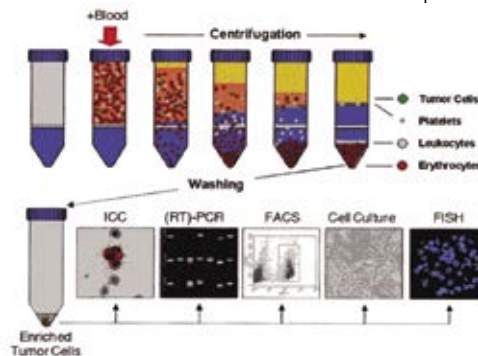 +Blood
Centrifugation
Tumor Cells
Platelets
Leukocytes
Erythrocytes
Washing
ICC
(RT)-PCR
FACS
Cell Culture
FISH
Enriched
Tumor Cells